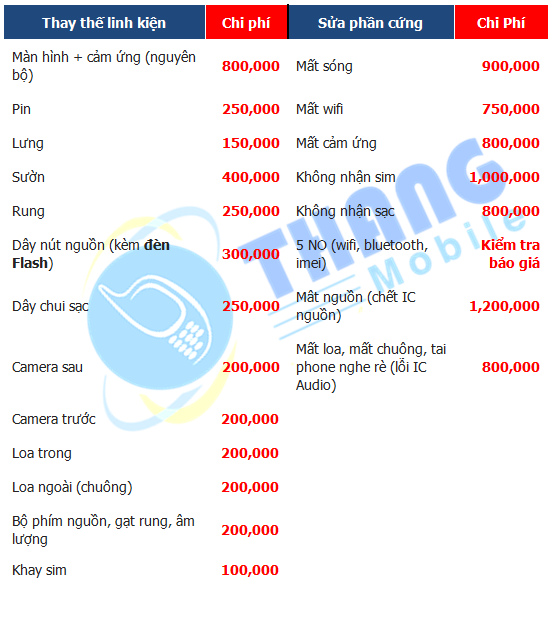 Thay thế linh kiện Chi phí Sửa phần cứng Chi Phí
Màn hình + cảm ứng (nguyên
bộ) 800,000 Mất sóng 900,000
Pin 250,000 Mất wifi 750,000
Lưng 150,000 Mất cảm ứng 800,000
Sườn 400,000 Không nhận sim 1,000,000
Rung 250,000 Không nhận sạc 800,000
Dây nút nguồn (kèm đèn
Flash) 300,000 5 NO (wifi, bluetooth,
imei) Kiểm tra
báo giá
Dây chui sạc 250,000 Mât nguồn (chết IC
nguồn) 1,200,000
Camera sau 200,000 Mất loa, mất chuông, tai
phone nghe rè (lỗi IC
Audio) 800,000
Camera trước 200,000
Loa trong 200,000
Loa ngoài (chuông) 200,000
Bộ phím nguồn, gạt rung, âm
lượng 200,000
Khay sim 100,000
THANG
Mobile